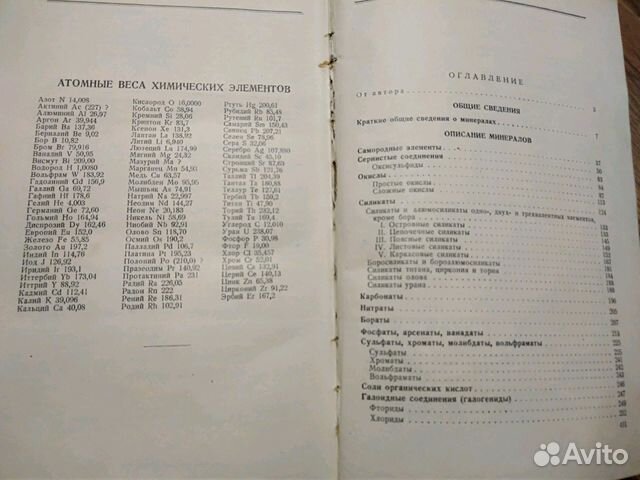 АТОМНЫЕ ВЕСА ХИМИЧЕСКИХ ЭЛЕМЕНТОВ
Азот N 14,008
Актиний Ac (227) ?
Алюминий Al 26,97
Аргон Ar 39,944
Барий Ba 137,36
Бериллий Be 9,02
Бор B 10,82
Бром Br 79,916
Ванадий V 50,95
Висмут Bi 209,00
Водород H 1,0080
Вольфрам W 183,92
Гадолиний Gd 156,9
Галлий Ga 69,72
Гафний Hf 178,6
Гелий He 4,003
Германий Ge 72,60
Гольмий Ho 164,94
Диспрозий Dy 162,46
Европий Eu 152,0
Железо Fe 55,85
Золото Au 197,2
Индий In 114,76
Иод J 126,92
Иридий Ir 193,1
Иттербий Yb 173,04
Иттрий Y 88,92
Кадмий Cd 112,41
Калий K 39,096
Кальций Ca 40,08
Кислород O 16,0000
Кобальт Co 58,94
Кремний Si 28,06
Криптон Kr 83,7
Ксенон Xe 131,3
Лантан La 138,92
Литий Li 6,940
Лютеций Lu 174,99
Магний Mg 24,32
Мазурий Ma ?
Марганец Mn 54,93
Медь Cu 63,57
Молибден Mo 95,95
Мышьяк As 74,91
Натрий Na 22,997
Неодим Nd 144,27
Неон Ne 20,183
Никель Ni 58,69
Ниобий Nb 92,91
Олово Sn 118,70
Осмий Os 190,2
Палладий Pd 106,7
Платина Pt 195,23
Полоний Po (210,0) ?
Празеодим Pr 140,92
Протактиний Pa 231
Радий Ra 226,05
Радон Ru 222
Рений Re 186,31
Родий Rh 102,91
Ртуть Hg 200,61
Рубидий Rb 85,48
Рутений Ru 101,7
Самарий Sm 150,43
Свинец Pb 207,21
Селен Se 78,96
Сера S 32,06
Серебро Ag 107,880
Скандий Sc 45,10
Стронций Sr 87,63
Сурьма Sb 121,76
Таллий Tl 204,39
Тантал Ta 180,88
Теллур Te 127,61
Тербий Tb 159,2
Титан Ti 47,90
Торий Th 232,12
Тулий Tu 169,4
Углерод C 12,010
Уран U 238,07
Фосфор P 30,98
Фтор F 19,00
Хлор Cl 35,457
Хром Cr 52,01
Цезий Cs 132,91
Церий Ce 140,13
Цинк Zn 65,38
Цирконий Zr 91,22
Эрбий Er 167,2
ОГЛАВЛЕНИЕ
От автора 3
ОБЩИЕ СВЕДЕНИЯ
Краткие общие сведения о минералах 7
ОПИСАНИЕ МИНЕРАЛОВ
Самородные элементы
Сернистые соединения 37
Оксисульфиды
Окислы
Простые окислы
Сложные окислы
Силикаты 124
Силикаты и алюмосиликаты одно-, двух- и трехвалентных элементов,
кроме бора
I. Островные силикаты
II. Цепочечные силикаты
III. Поясные силикаты
IV. Листовые силикаты
V. Каркасовые силикаты
Боросиликаты и бороалюмосиликаты
Силикаты титана, циркония и тория
Силикаты олова
Силикаты урана
Карбонаты
Нитраты
Бораты
Фосфаты, арсенаты, ванадаты
Сульфаты, хроматы, молибдаты, вольфраматы
Сульфаты
Хроматы
Молибдаты
Вольфраматы
Соли органических кислот
Галоидные соединения (галогениды) 247
Фториды
Хлориды
Avito